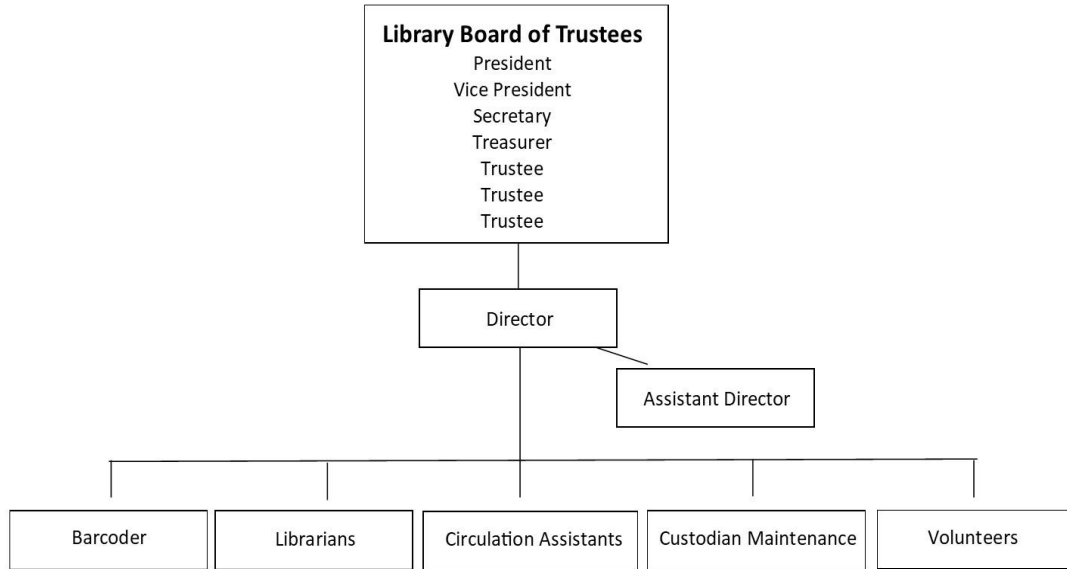 Library Board of Trustees
President
Vice President
Secretary
Treasurer
Trustee
Trustee
Trustee
Director
Assistant Director
Barcoder
Librarians
Circulation Assistants
Custodian Maintenance
Volunteers